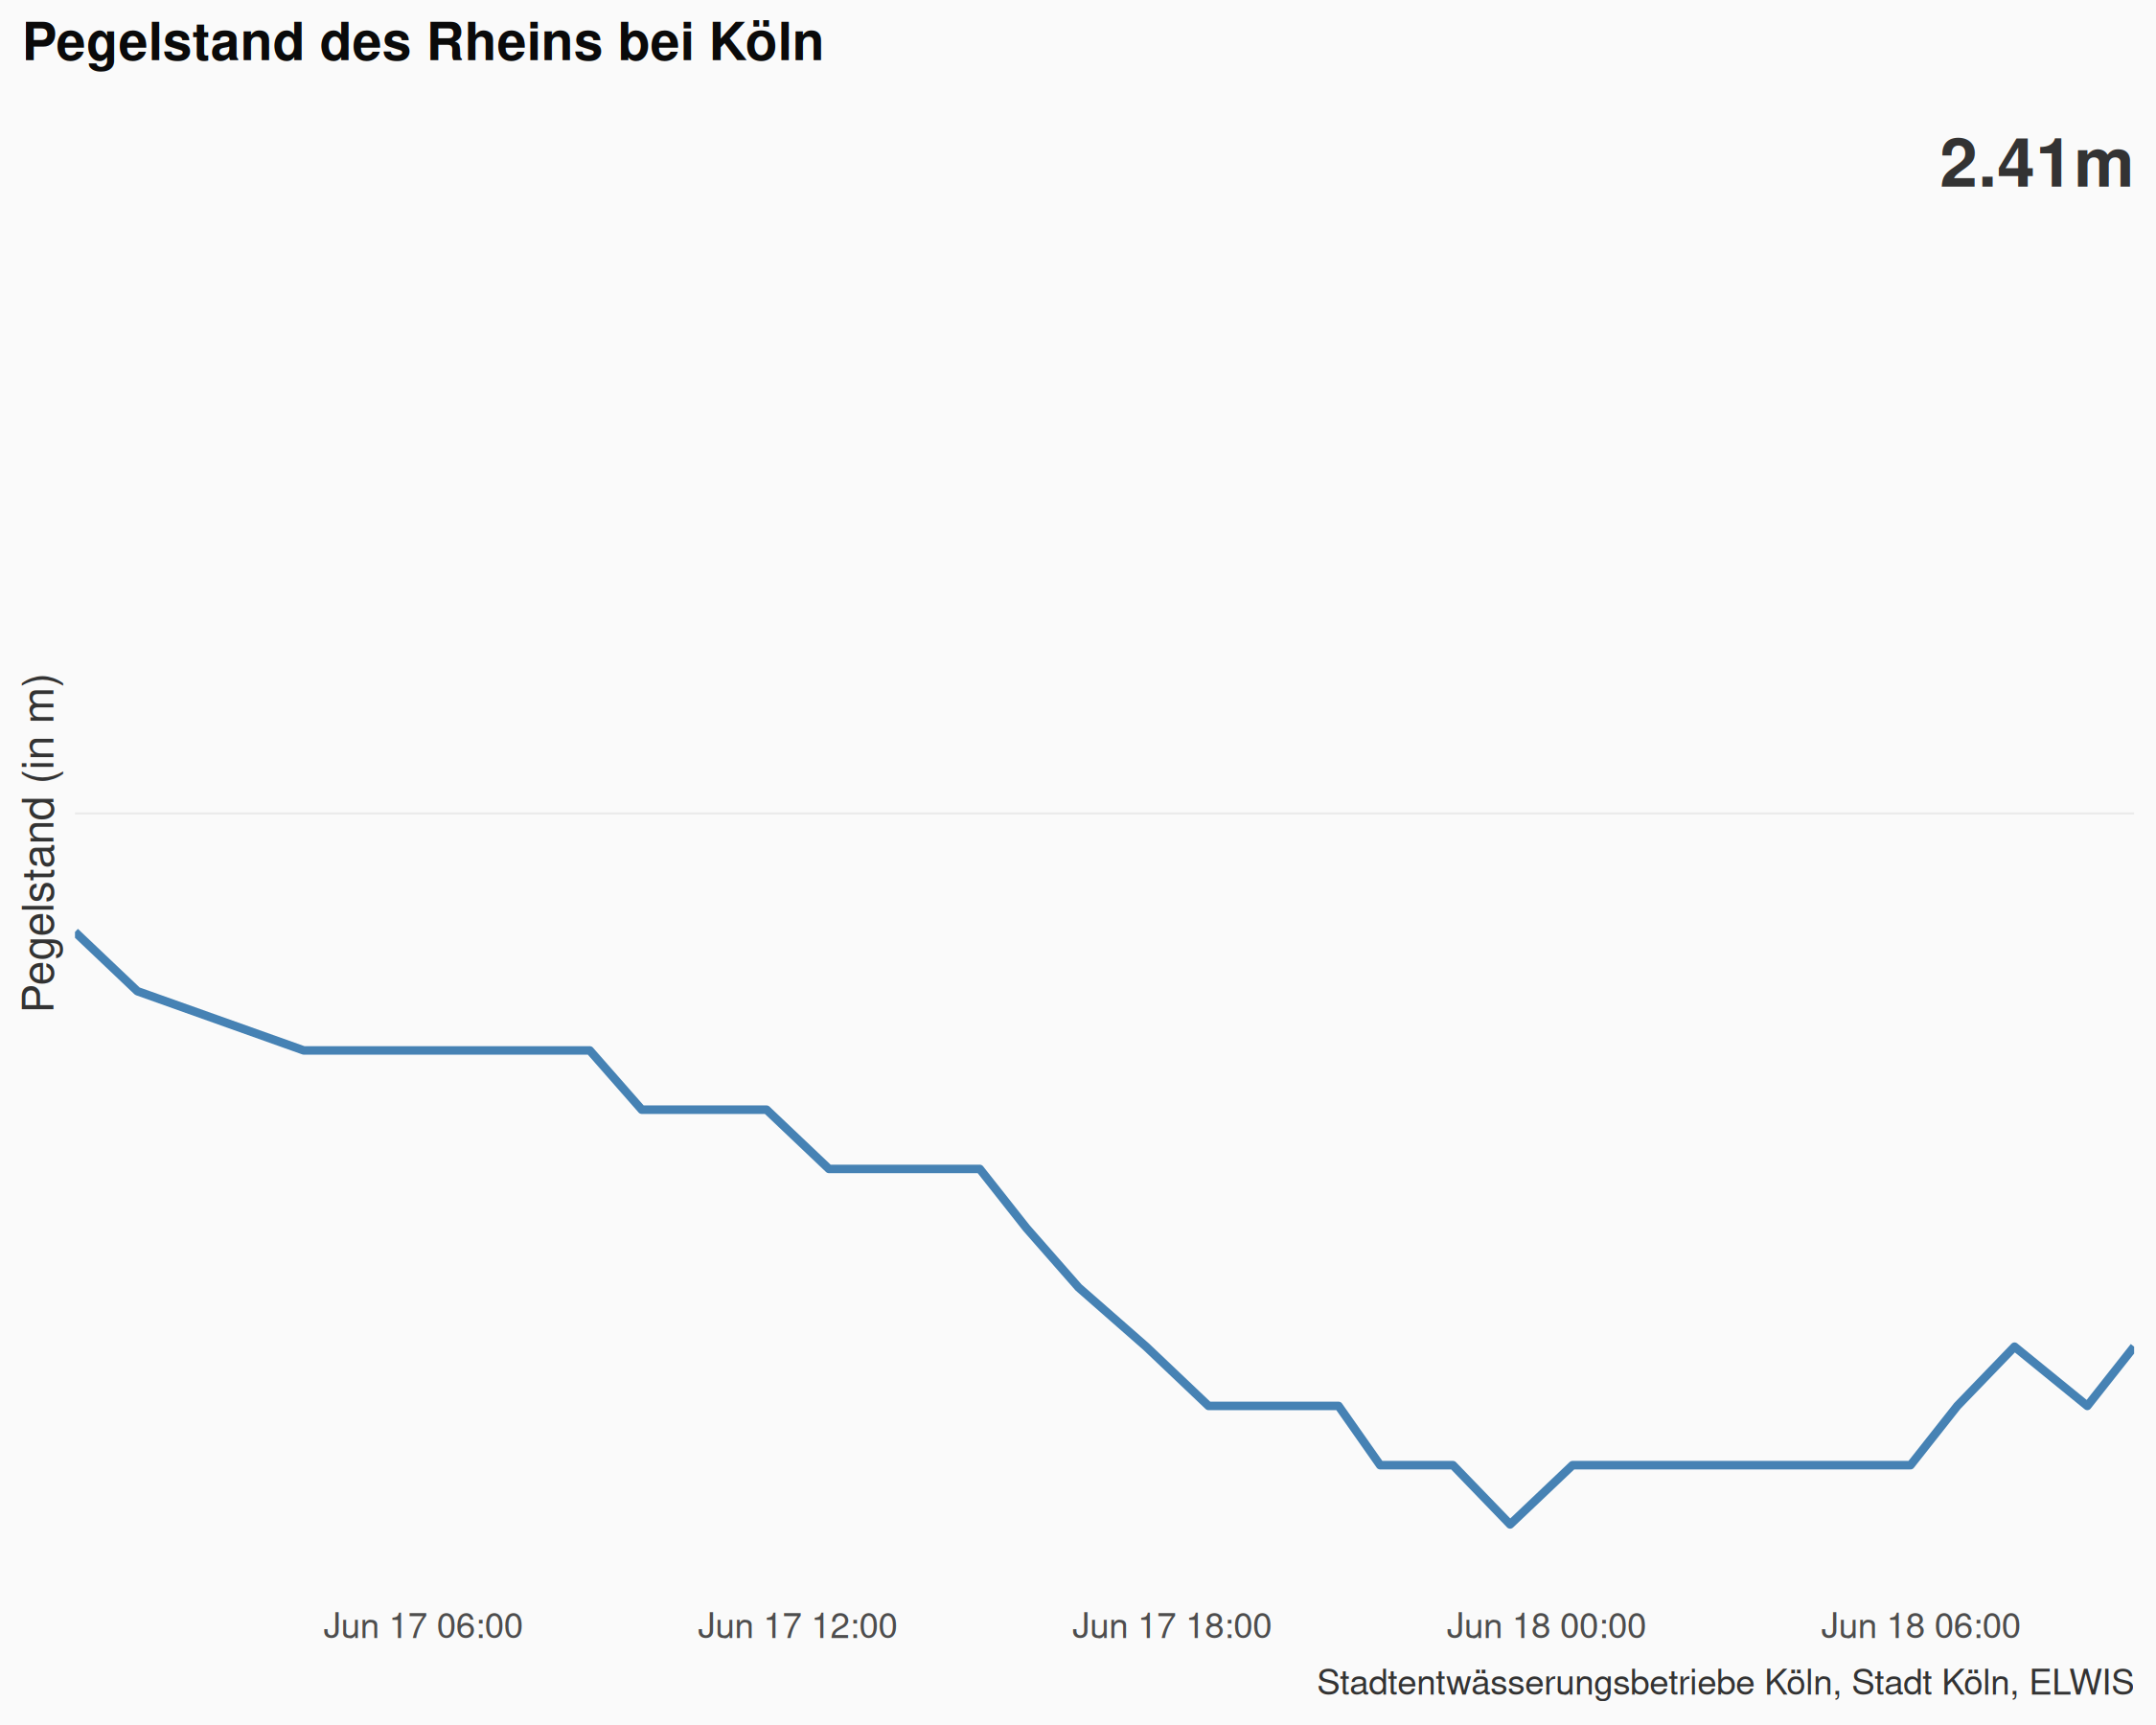 Pegelstand des Rheins bei Köln
2.41m
Pegelstand (in m)
Jun 17 06:00 Jun 17 12:00 Jun 17 18:00 Jun 18 00:00 Jun 18 06:00
Stadtentwässerungsbetriebe Köln, Stadt Köln, ELWIS